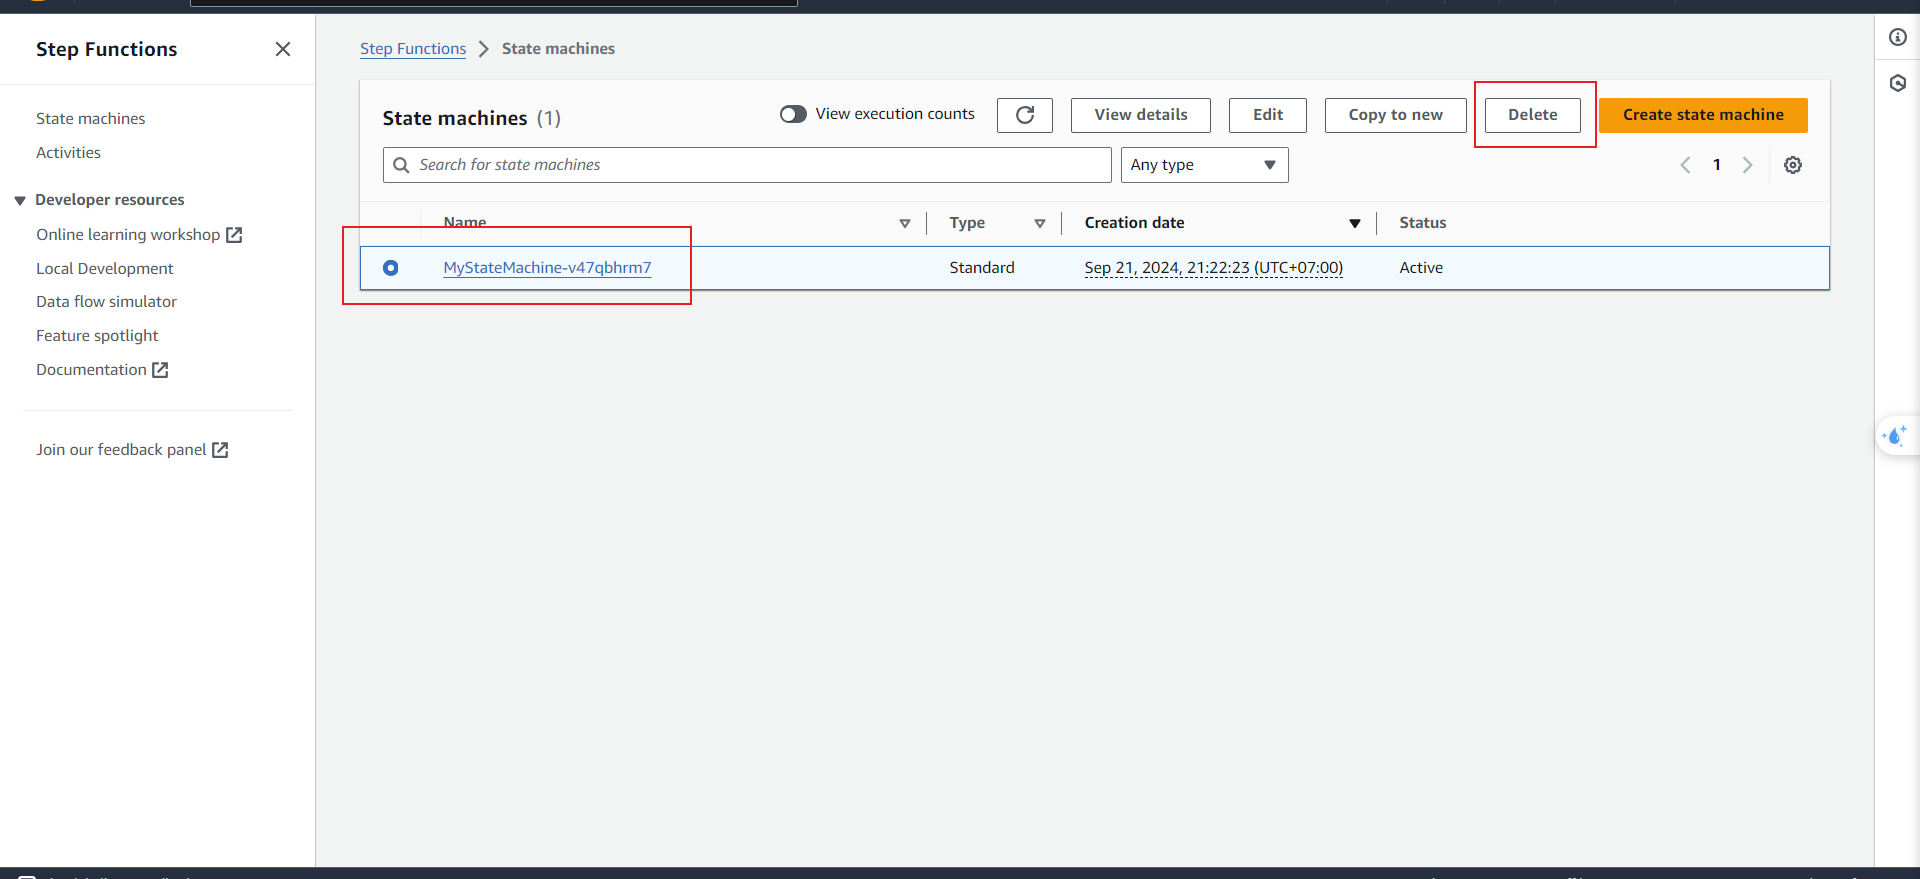 Step Functions
State machines
Activities
Developer resources
Online learning workshop
Local Development
Data flow simulator
Feature spotlight
Documentation
Join our feedback panel
Step Functions > State machines
State machines (1)
View execution counts
View details
Edit
Copy to new
Delete
Create state machine
Search for state machines
Any type
1
Name Type Creation date Status
MyStateMachine-v47qbhrm7 Standard Sep 21, 2024, 21:22:23 (UTC+07:00) Active